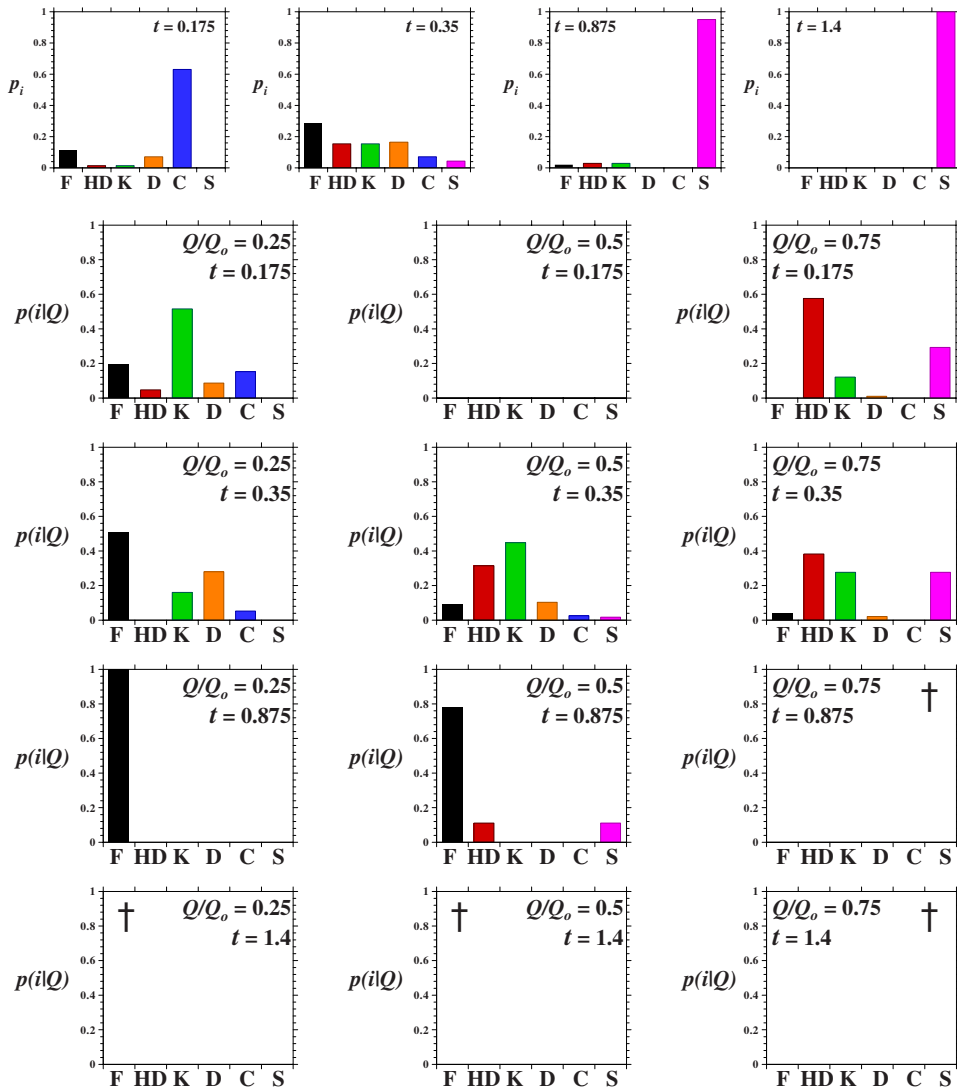 t = 0.175
1
0.8
0.6
0.4
0.2
0
p_i
F HD K D C S
t = 0.35
1
0.8
0.6
0.4
0.2
0
p_i
F HD K D C S
t = 0.875
1
0.8
0.6
0.4
0.2
0
p_i
F HD K D C S
t = 1.4
1
0.8
0.6
0.4
0.2
0
p_i
F HD K D C S
Q/Q_o = 0.25
t = 0.175
1
0.8
0.6
0.4
0.2
0
p(i|Q)
F HD K D C S
Q/Q_o = 0.5
t = 0.175
1
0.8
0.6
0.4
0.2
0
p(i|Q)
F HD K D C S
Q/Q_o = 0.75
t = 0.175
1
0.8
0.6
0.4
0.2
0
p(i|Q)
F HD K D C S
Q/Q_o = 0.25
t = 0.35
1
0.8
0.6
0.4
0.2
0
p(i|Q)
F HD K D C S
Q/Q_o = 0.5
t = 0.35
1
0.8
0.6
0.4
0.2
0
p(i|Q)
F HD K D C S
Q/Q_o = 0.75
t = 0.35
1
0.8
0.6
0.4
0.2
0
p(i|Q)
F HD K D C S
Q/Q_o = 0.25
t = 0.875
1
0.8
0.6
0.4
0.2
0
p(i|Q)
F HD K D C S
Q/Q_o = 0.5
t = 0.875
1
0.8
0.6
0.4
0.2
0
p(i|Q)
F HD K D C S
Q/Q_o = 0.75 †
t = 0.875
1
0.8
0.6
0.4
0.2
0
p(i|Q)
F HD K D C S
† Q/Q_o = 0.25
t = 1.4
1
0.8
0.6
0.4
0.2
0
p(i|Q)
F HD K D C S
† Q/Q_o = 0.5
t = 1.4
1
0.8
0.6
0.4
0.2
0
p(i|Q)
F HD K D C S
Q/Q_o = 0.75 †
t = 1.4
1
0.8
0.6
0.4
0.2
0
p(i|Q)
F HD K D C S